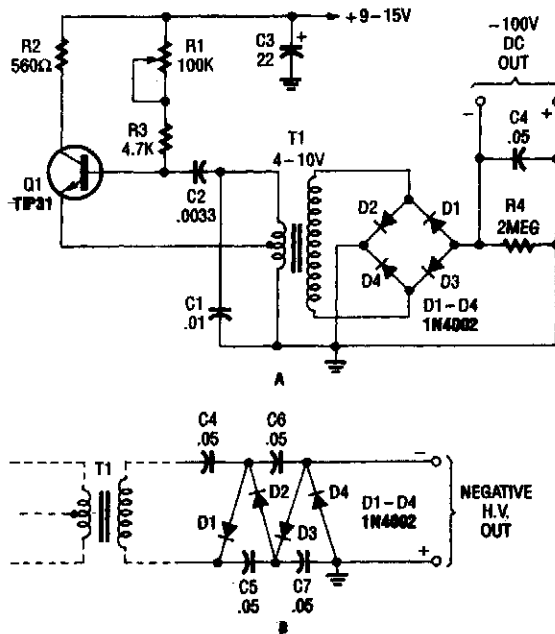 +9–15V
R2
560Ω
R1
100K
C3
22
+
–100V
DC
OUT
–
+
R3
4.7K
C4
.05
T1
4–10V
Q1
TIP31
C2
.0033
D2
D1
R4
2MEG
D4
D3
C1
.01
D1–D4
1N4002
A
C4
.05
C6
.05
–
T1
D2
D4
D1–D4
1N4002
NEGATIVE
H.V.
OUT
D1
D3
+
C5
.05
C7
.05
B